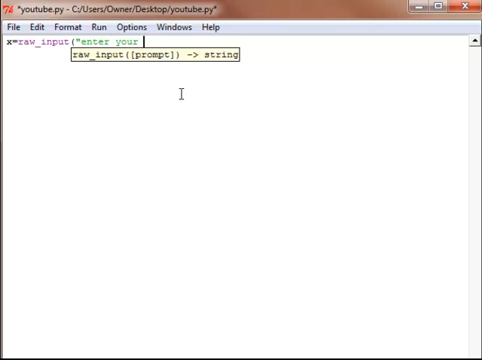 *youtube.py - C:/Users/Owner/Desktop/youtube.py*
File Edit Format Run Options Windows Help
x=raw_input("enter your
raw_input([prompt]) -> string